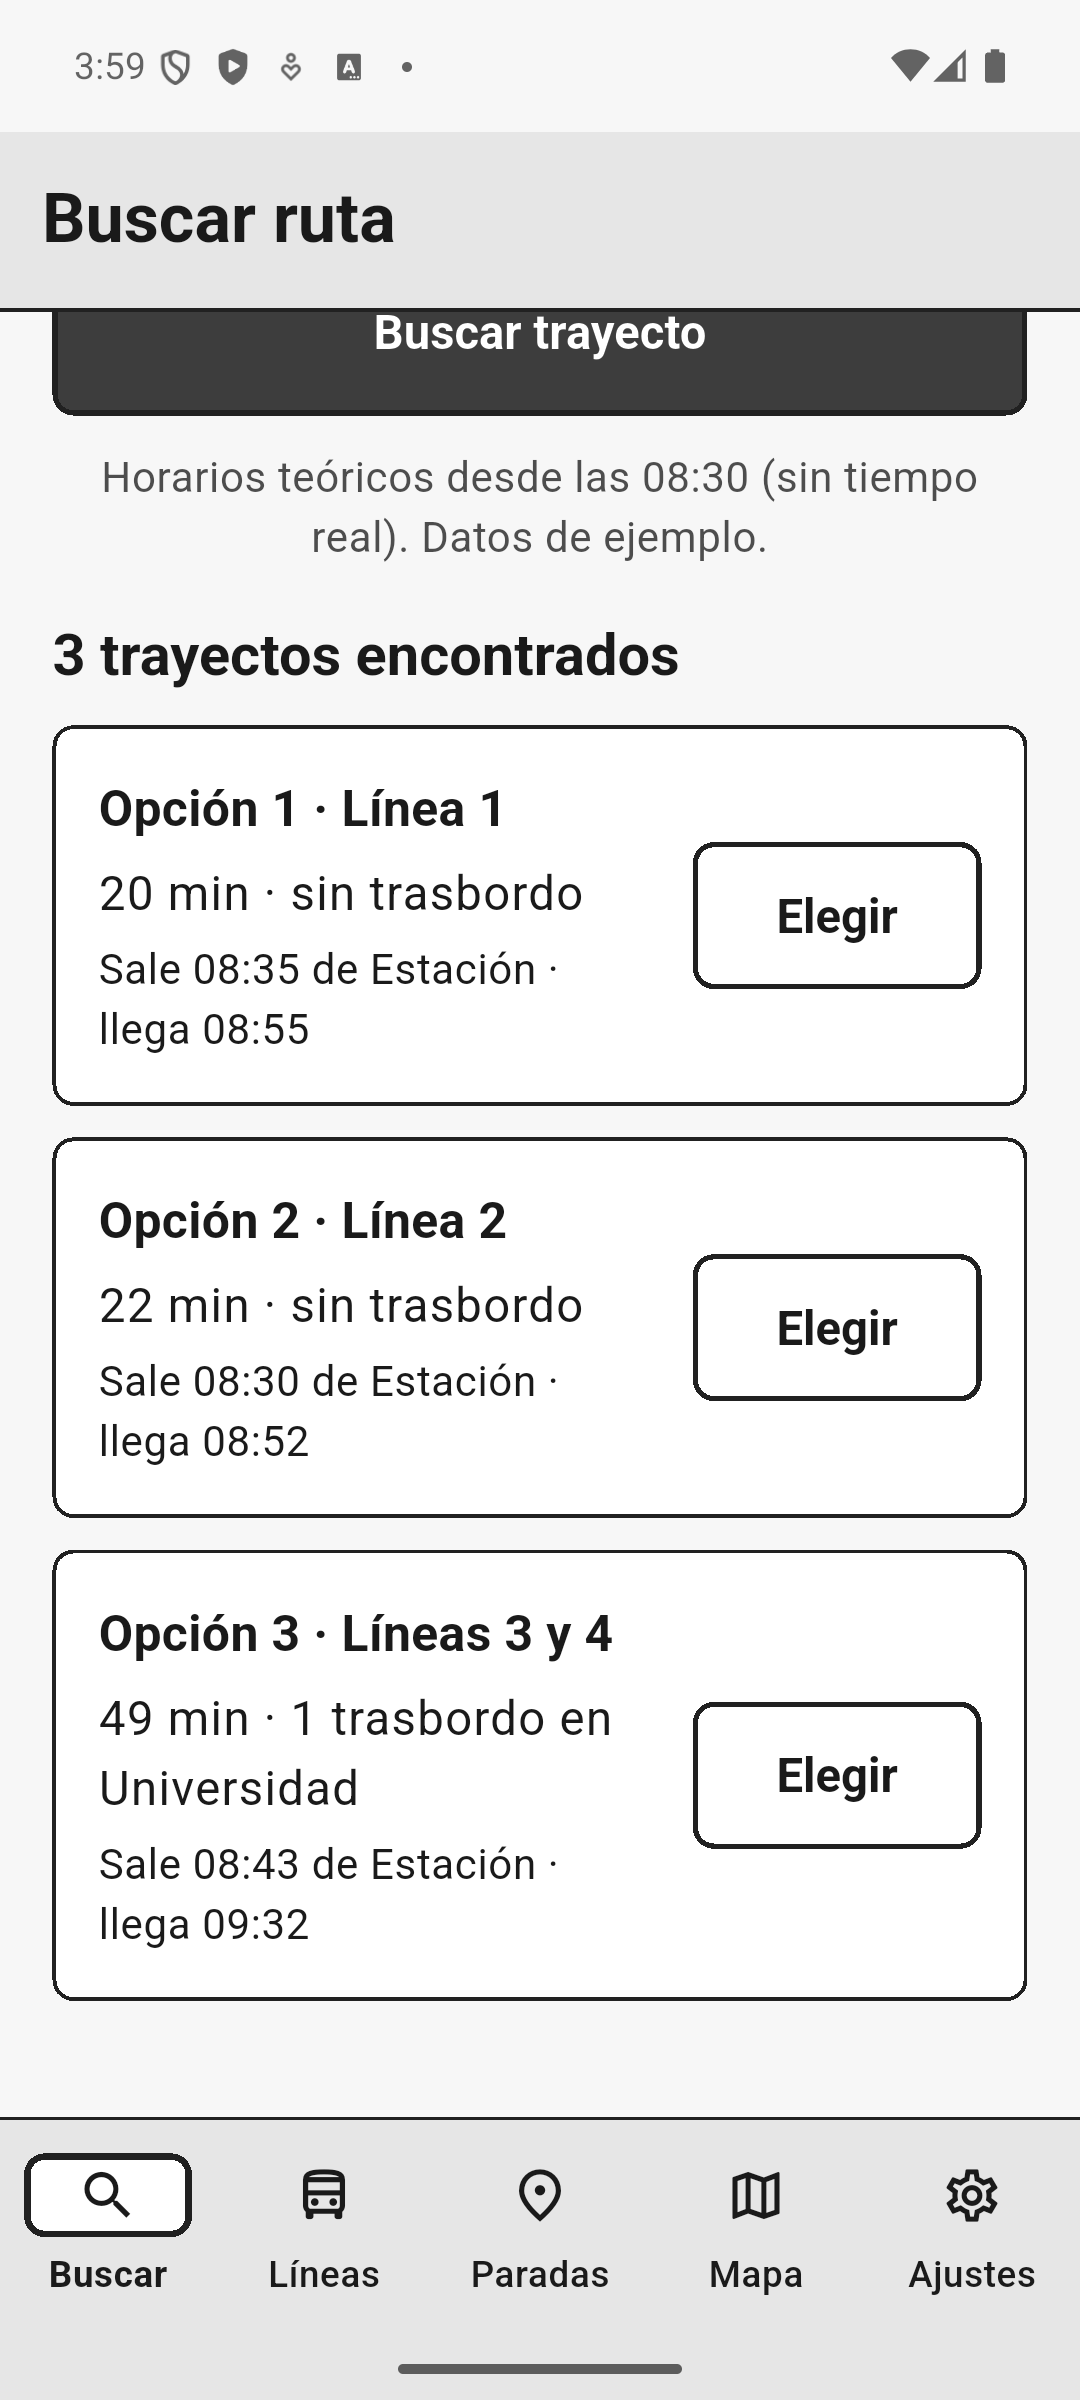 3:59
Buscar ruta
Buscar trayecto
Horarios teóricos desde las 08:30 (sin tiempo
real). Datos de ejemplo.
3 trayectos encontrados
Opción 1 · Línea 1
20 min · sin trasbordo
Sale 08:35 de Estación ·
llega 08:55
Elegir
Opción 2 · Línea 2
22 min · sin trasbordo
Sale 08:30 de Estación ·
llega 08:52
Elegir
Opción 3 · Líneas 3 y 4
49 min · 1 trasbordo en
Universidad
Sale 08:43 de Estación ·
llega 09:32
Elegir
Buscar
Líneas
Paradas
Mapa
Ajustes